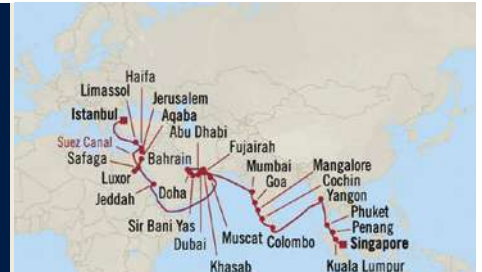 Haifa
Limassol
Jerusalem
Istanbul
Aqaba
Abu Dhabi
Suez Canal
Fujairah
Safaga
Bahrain
Mumbai
Mangalore
Luxor
Goa
Cochin
Jeddah
Doha
Yangon
Sir Bani Yas
Phuket
Dubai
Muscat
Colombo
Penang
Singapore
Khasab
Kuala Lumpur